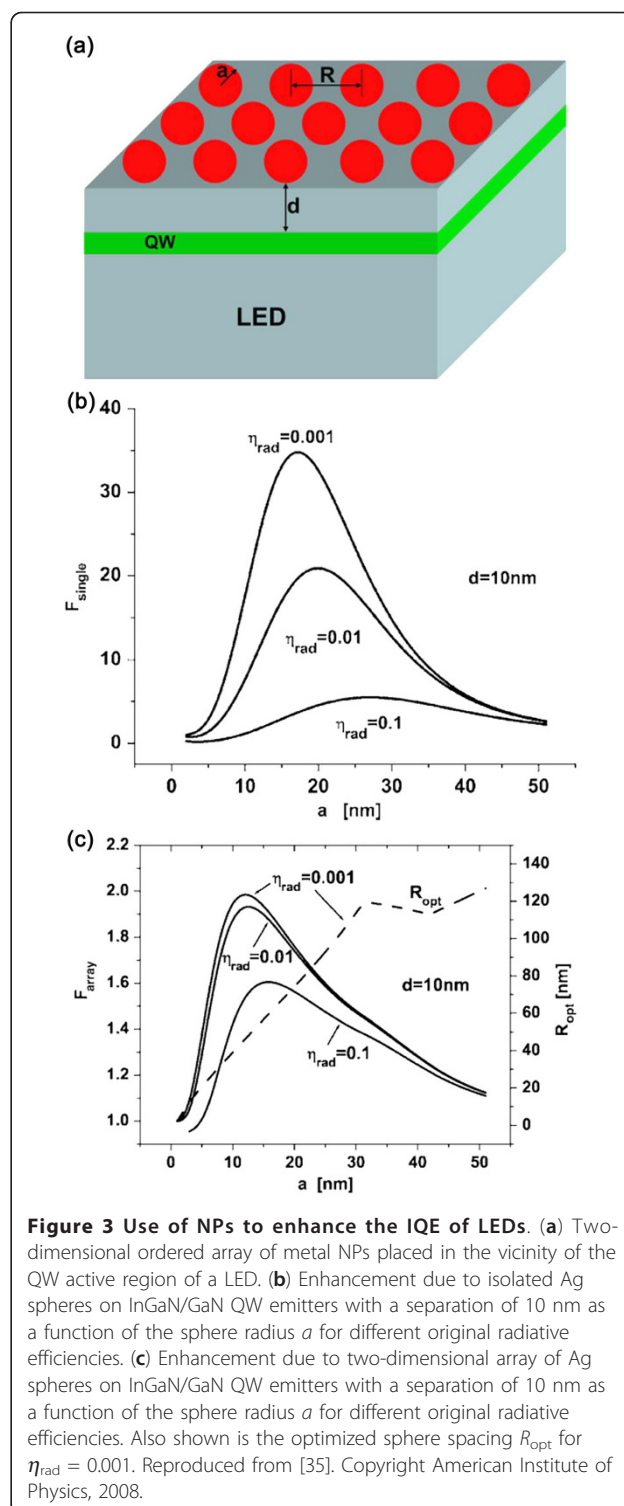 (a)
a
R
d
QW
LED
(b)
40
30
20
10
0
F_single
η_rad=0.001
η_rad=0.01
η_rad=0.1
d=10nm
0 10 20 30 40 50
a [nm]
(c)
2.2
2.0
1.8
1.6
1.4
1.2
1.0
F_array
η_rad=0.001
η_rad=0.01
η_rad=0.1
R_opt
d=10nm
140
120
100
80
60
40
20
0
R_opt [nm]
0 10 20 30 40 50
a [nm]
Figure 3 Use of NPs to enhance the IQE of LEDs. (a) Two-
dimensional ordered array of metal NPs placed in the vicinity of the
QW active region of a LED. (b) Enhancement due to isolated Ag
spheres on InGaN/GaN QW emitters with a separation of 10 nm as
a function of the sphere radius a for different original radiative
efficiencies. (c) Enhancement due to two-dimensional array of Ag
spheres on InGaN/GaN QW emitters with a separation of 10 nm as
a function of the sphere radius a for different original radiative
efficiencies. Also shown is the optimized sphere spacing R_opt for
η_rad = 0.001. Reproduced from [35]. Copyright American Institute of
Physics, 2008.